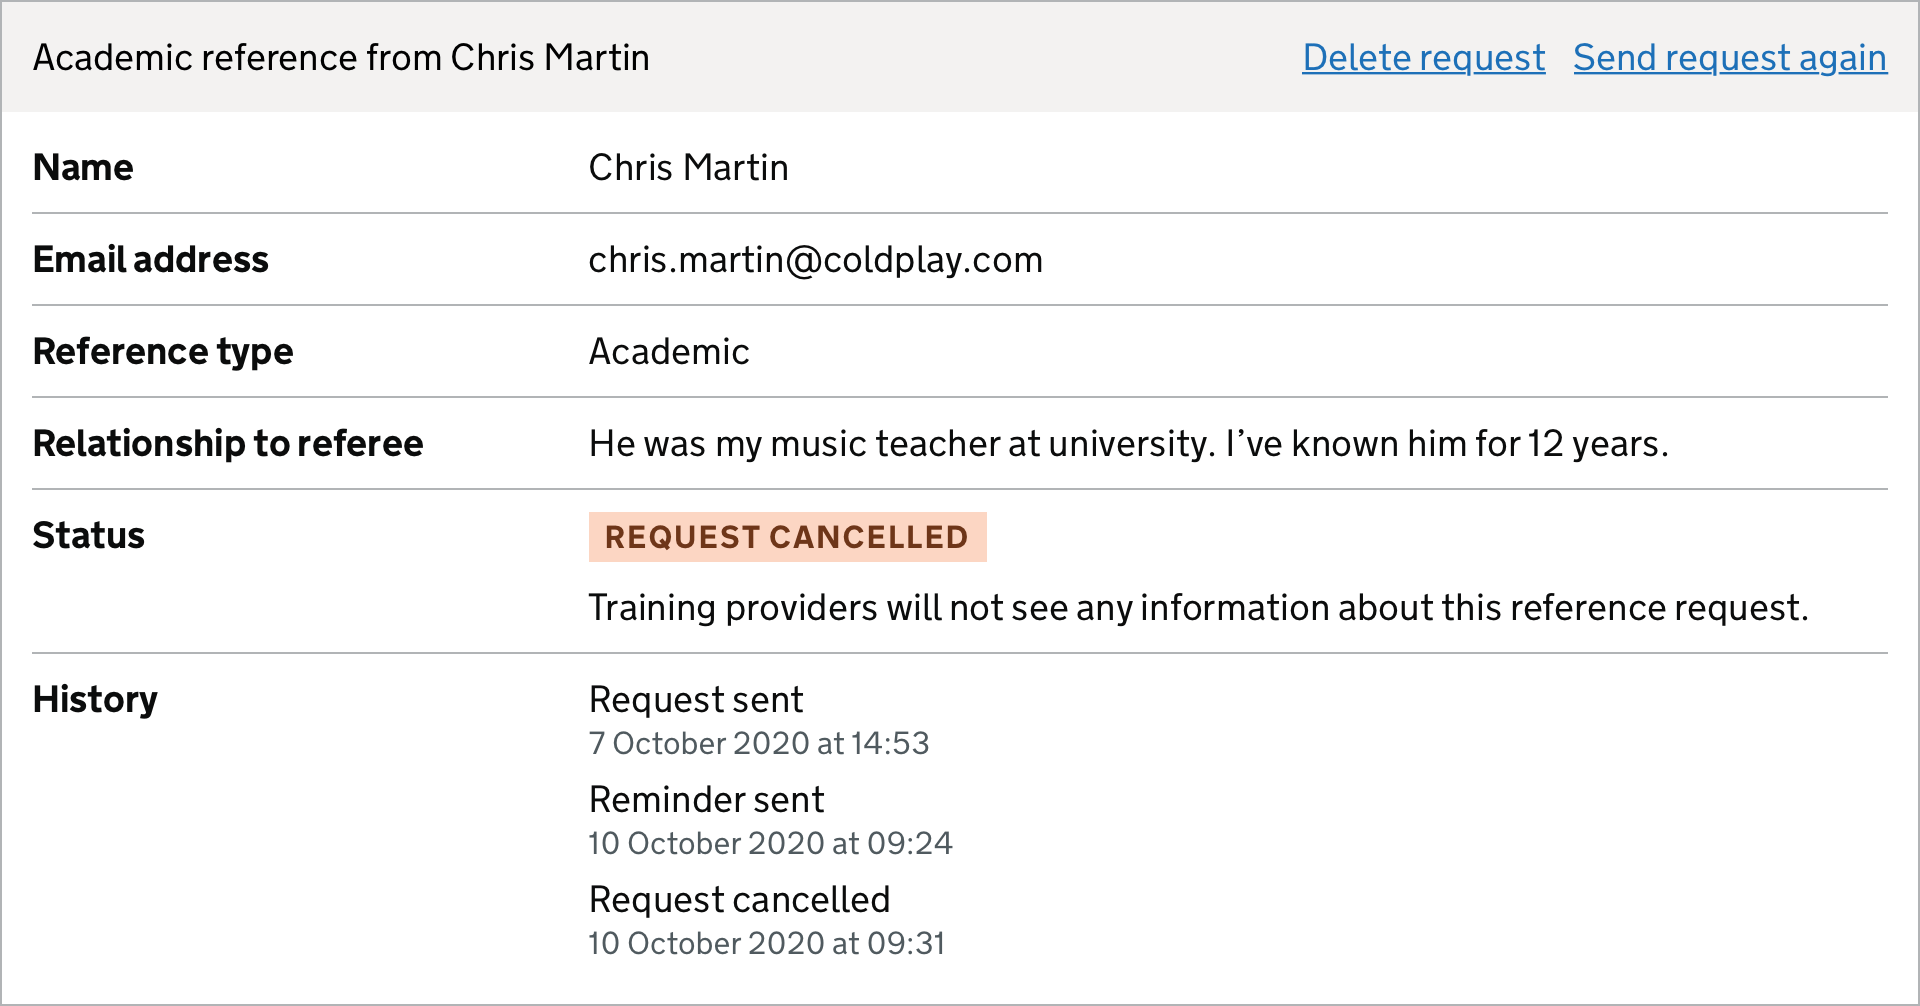 Academic reference from Chris Martin
Delete request Send request again
Name
Chris Martin
Email address
chris.martin@coldplay.com
Reference type
Academic
Relationship to referee
He was my music teacher at university. I’ve known him for 12 years.
Status
REQUEST CANCELLED
Training providers will not see any information about this reference request.
History
Request sent
7 October 2020 at 14:53
Reminder sent
10 October 2020 at 09:24
Request cancelled
10 October 2020 at 09:31